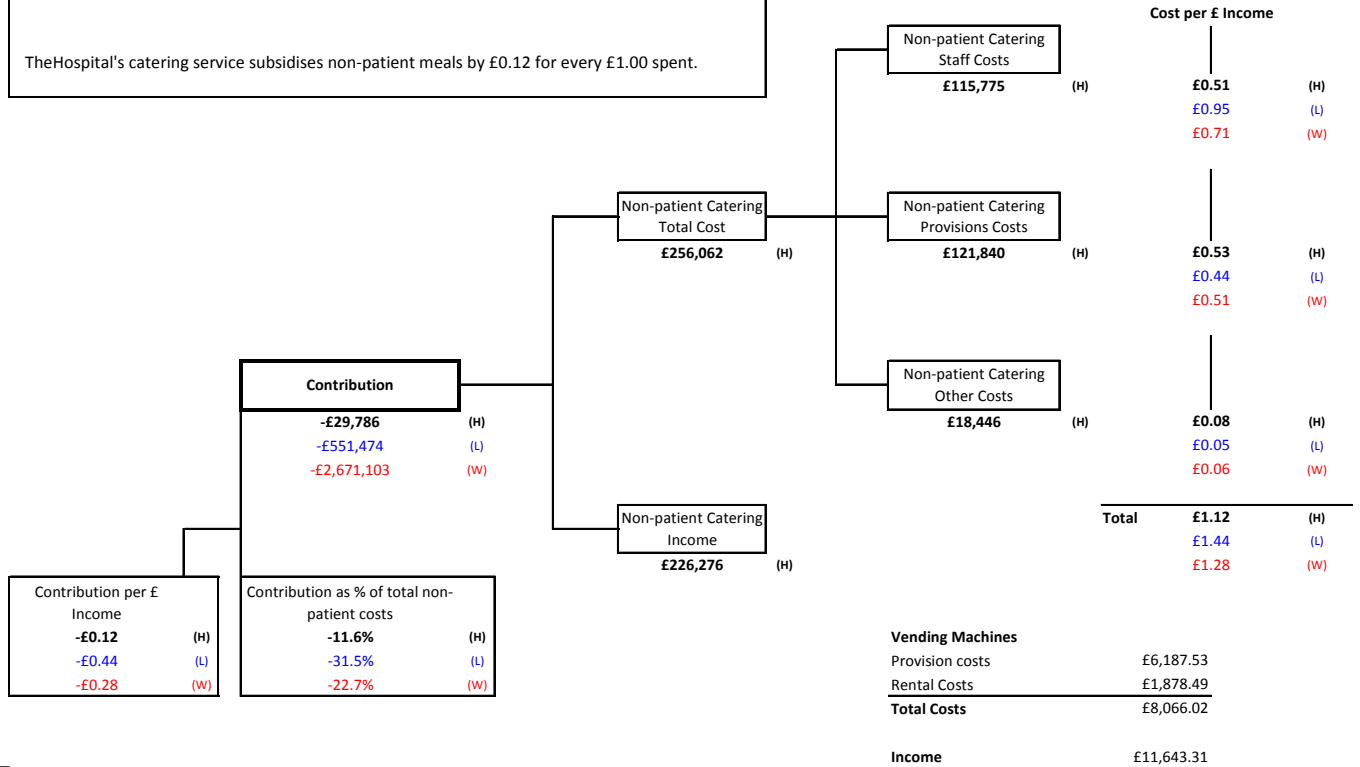 Cost per £ Income
TheHospital's catering service subsidises non-patient meals by £0.12 for every £1.00 spent.
Non-patient Catering
Staff Costs
£115,775 (H) £0.51 (H)
£0.95 (L)
£0.71 (W)
Non-patient Catering
Total Cost
£256,062 (H)
Non-patient Catering
Provisions Costs
£121,840 (H) £0.53 (H)
£0.44 (L)
£0.51 (W)
Contribution
-£29,786 (H)
-£551,474 (L)
-£2,671,103 (W)
Non-patient Catering
Other Costs
£18,446 (H) £0.08 (H)
£0.05 (L)
£0.06 (W)
Non-patient Catering
Income
£226,276 (H)
Total £1.12 (H)
£1.44 (L)
£1.28 (W)
Contribution per £
Income
-£0.12 (H)
-£0.44 (L)
-£0.28 (W)
Contribution as % of total non-
patient costs
-11.6% (H)
-31.5% (L)
-22.7% (W)
Vending Machines
Provision costs £6,187.53
Rental Costs £1,878.49
Total Costs £8,066.02
Income £11,643.31